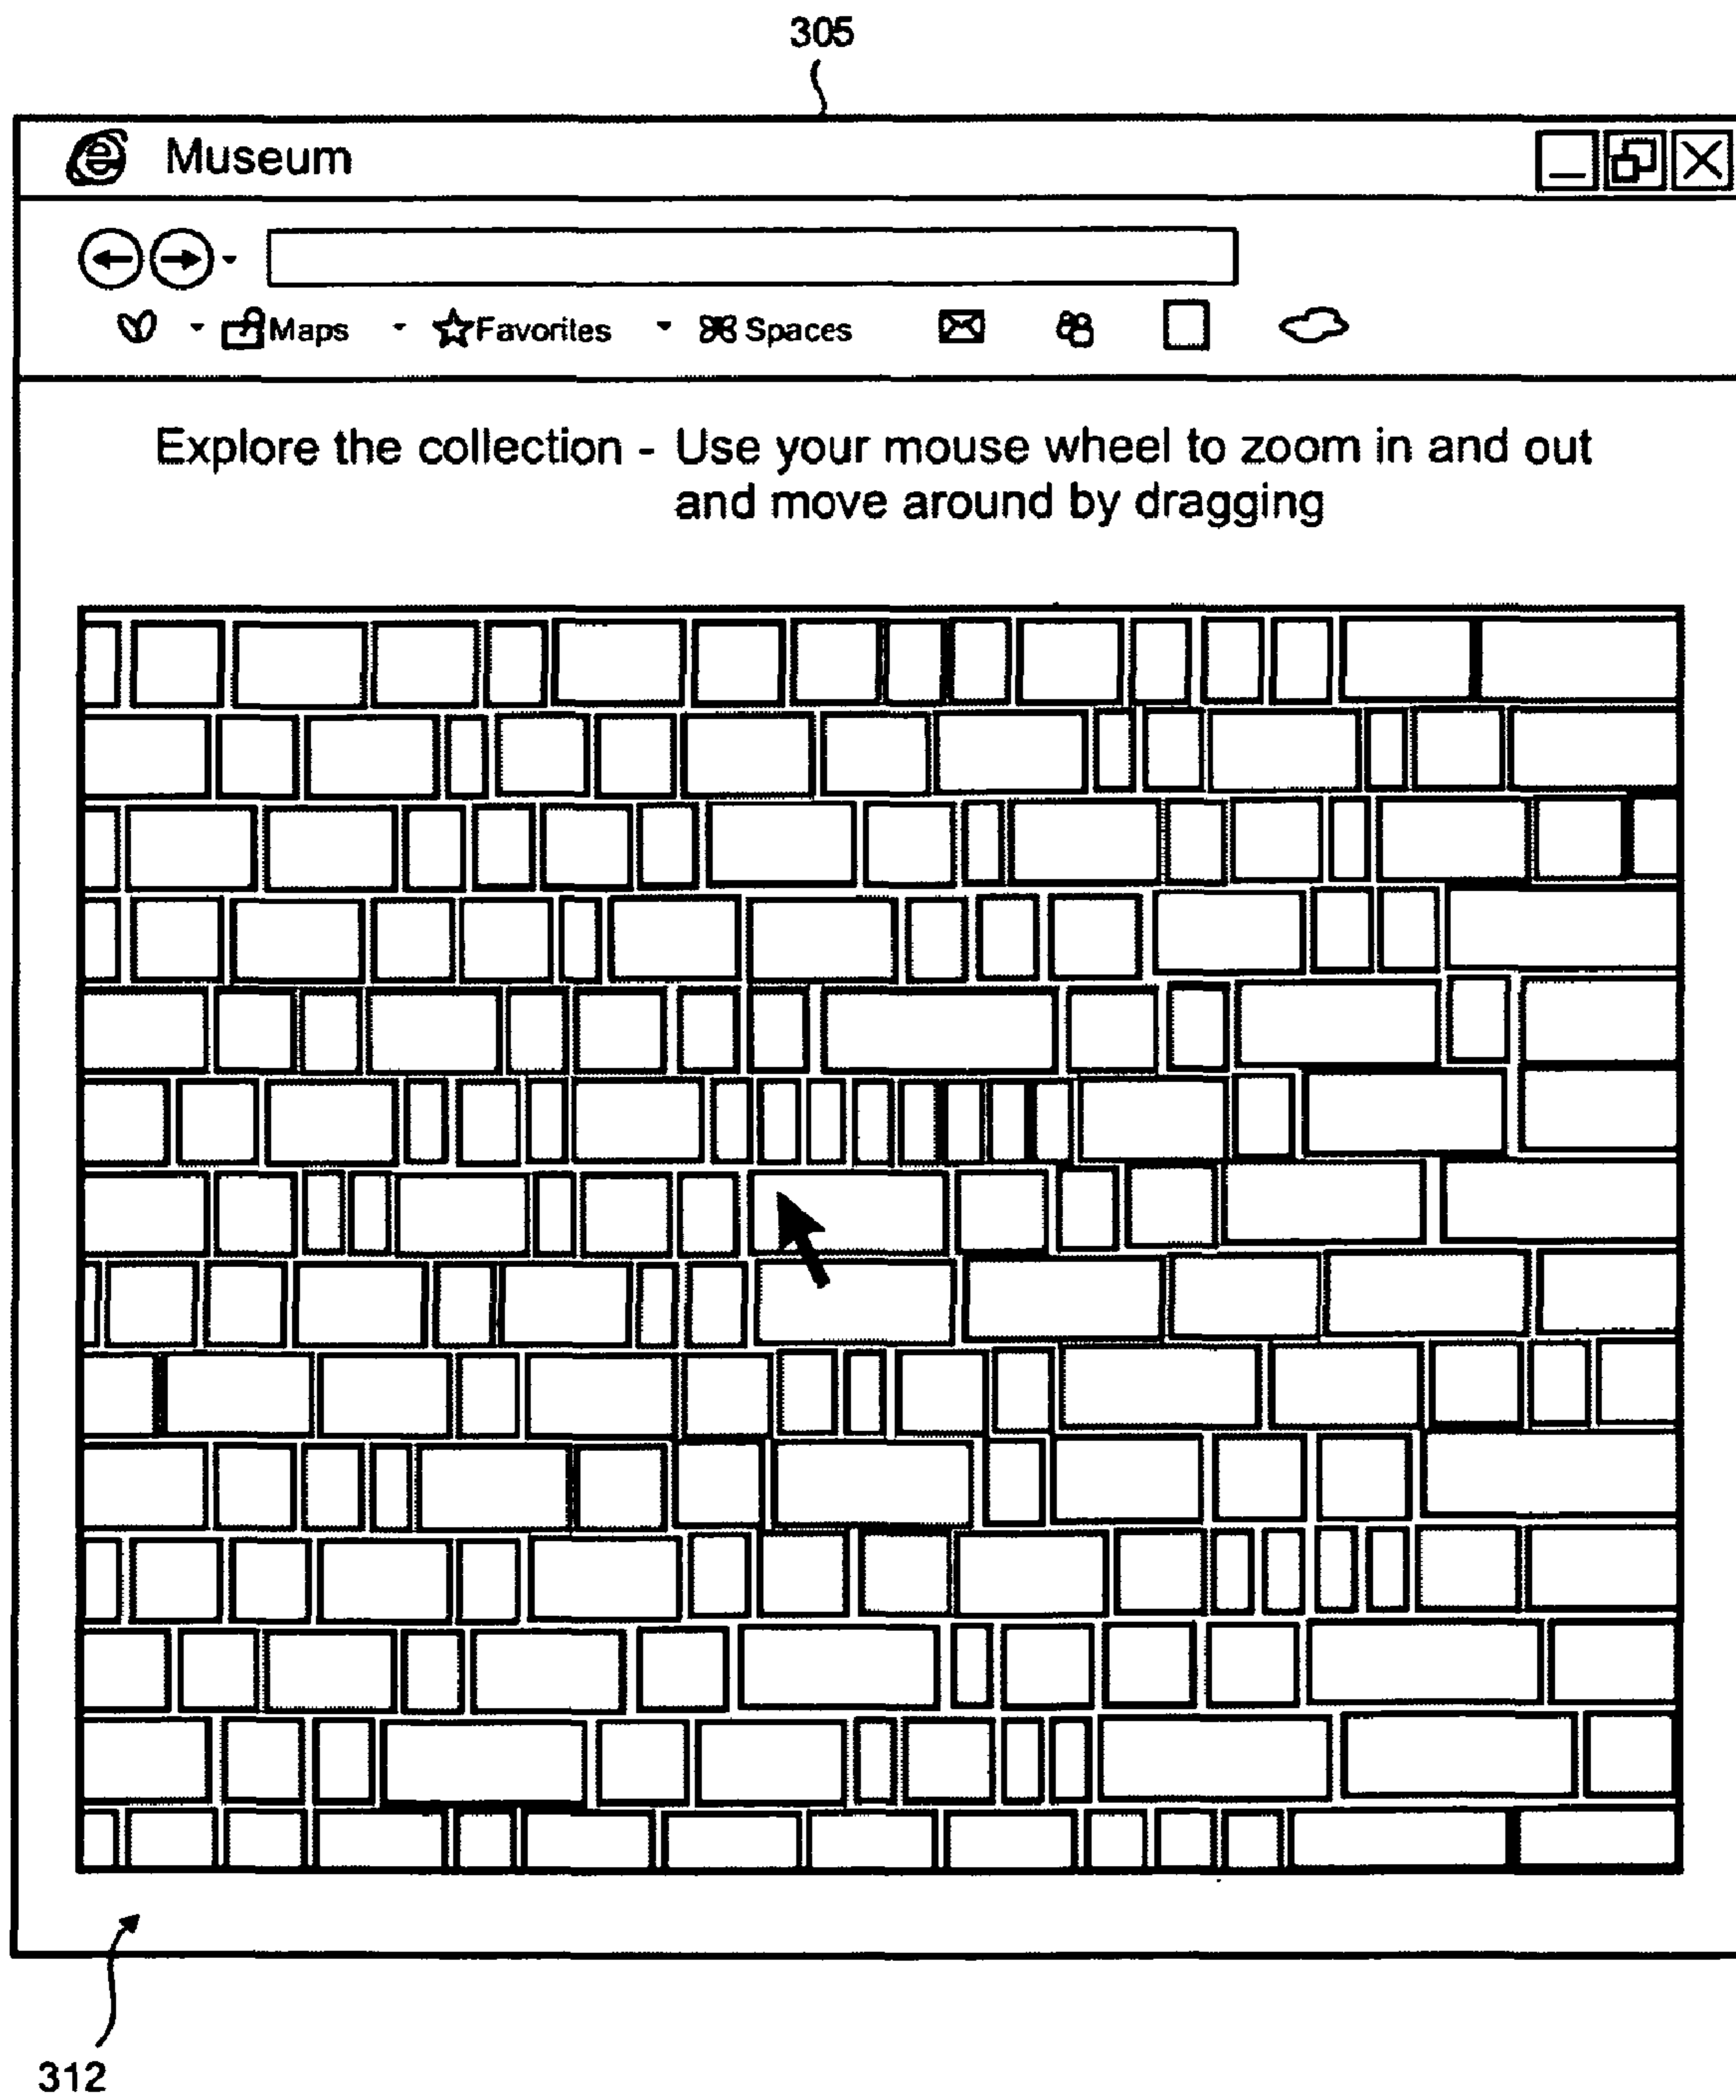 305
Museum
Maps
Favorites
Spaces
Explore the collection - Use your mouse wheel to zoom in and out
and move around by dragging
312